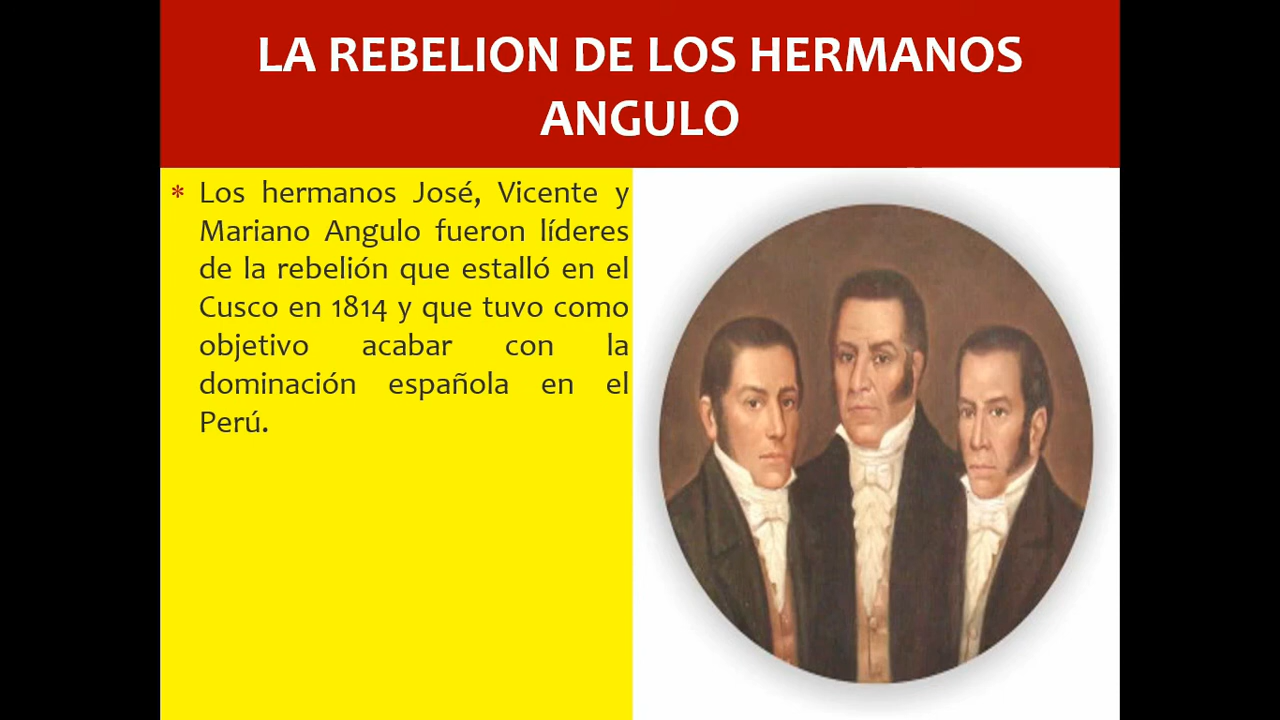 LA REBELION DE LOS HERMANOS
ANGULO
* Los hermanos José, Vicente y
Mariano Angulo fueron líderes
de la rebelión que estalló en el
Cusco en 1814 y que tuvo como
objetivo acabar con la
dominación española en el
Perú.